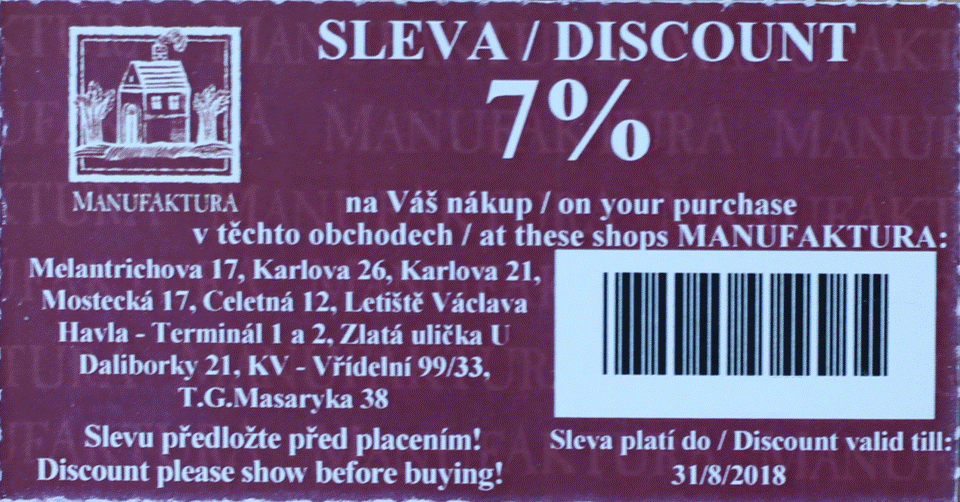 SLEVA / DISCOUNT
7%
MANUFAKTURA
na Váš nákup / on your purchase
v těchto obchodech / at these shops MANUFAKTURA:
Melantrichova 17, Karlova 26, Karlova 21,
Mostecká 17, Celetná 12, Letiště Václava
Havla - Terminál 1 a 2, Zlatá ulička U
Daliborky 21, KV - Vřídelní 99/33,
T.G.Masaryka 38
Slevu předložte před placením!
Discount please show before buying!
Sleva platí do / Discount valid till:
31/8/2018